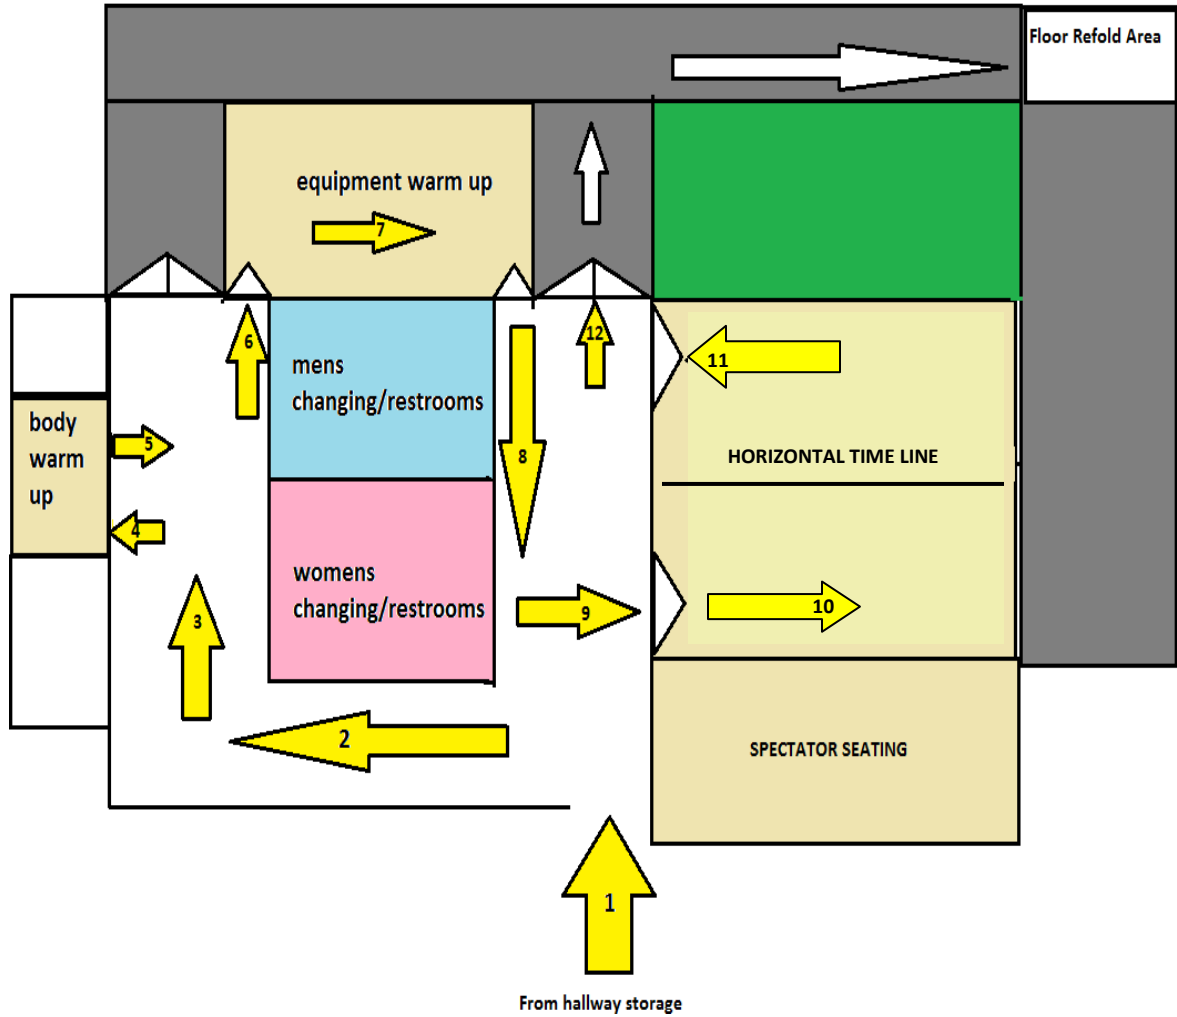 Floor Refold Area
equipment warm up
7
6
mens
changing/restrooms
12
11
body
warm
up
5
8
HORIZONTAL TIME LINE
4
womens
changing/restrooms
3
9
10
2
SPECTATOR SEATING
1
From hallway storage